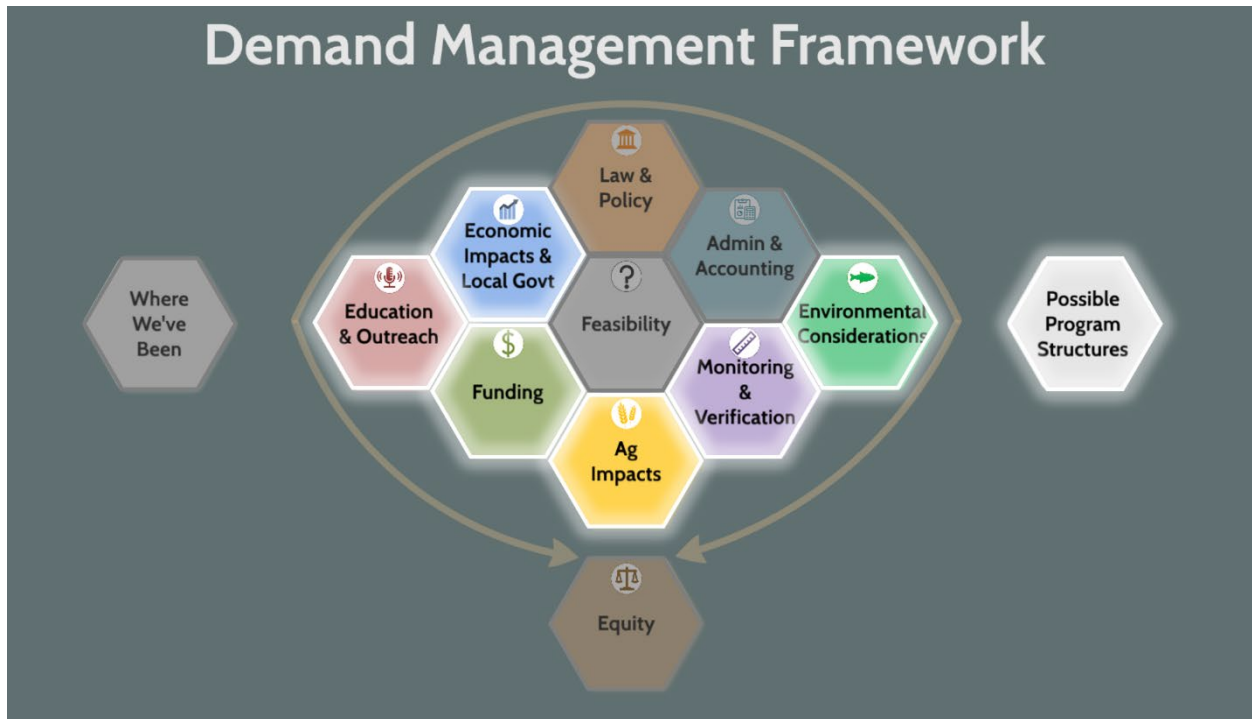 Demand Management Framework
Law &
Policy
Economic
Impacts &
Local Govt
Admin &
Accounting
Where
We've
Been
Education
& Outreach
?
Feasibility
Environmental
Considerations
Possible
Program
Structures
$
Funding
Monitoring
&
Verification
Ag
Impacts
Equity